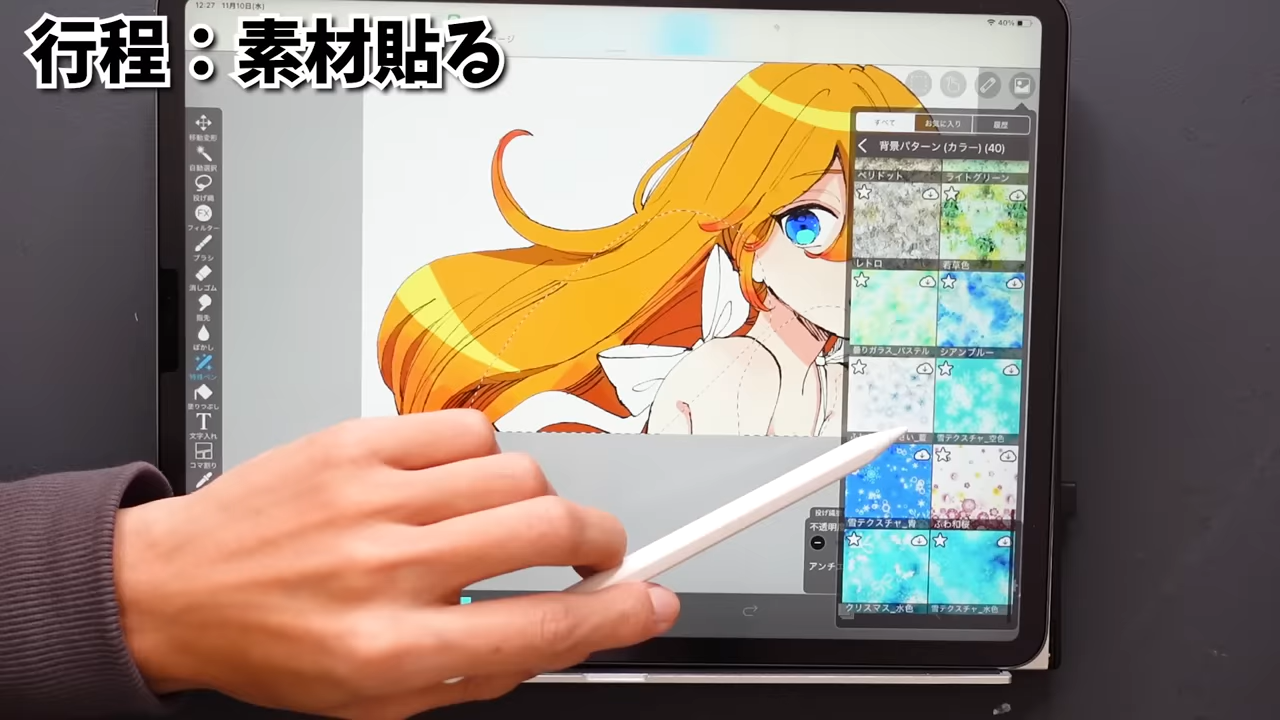 行程：素材貼る
12:27 11月10日(水)
40%
すべて
お気に入り
履歴
背景パターン (カラー) (40)
ペリドット
ライトグリーン
レトロ
若草色
曇りガラス_パステル
シアンブルー
雪テクスチャ_空色
雪テクスチャ_青
ふわ和桜
クリスマス_水色
雪テクスチャ_水色
移動変形
自動選択
投げ縄
FX
フィルター
ブラシ
消しゴム
指先
ぼかし
特殊ペン
塗りつぶし
T
文字入れ
コマ割り
投げ縄
不透明
アンチ